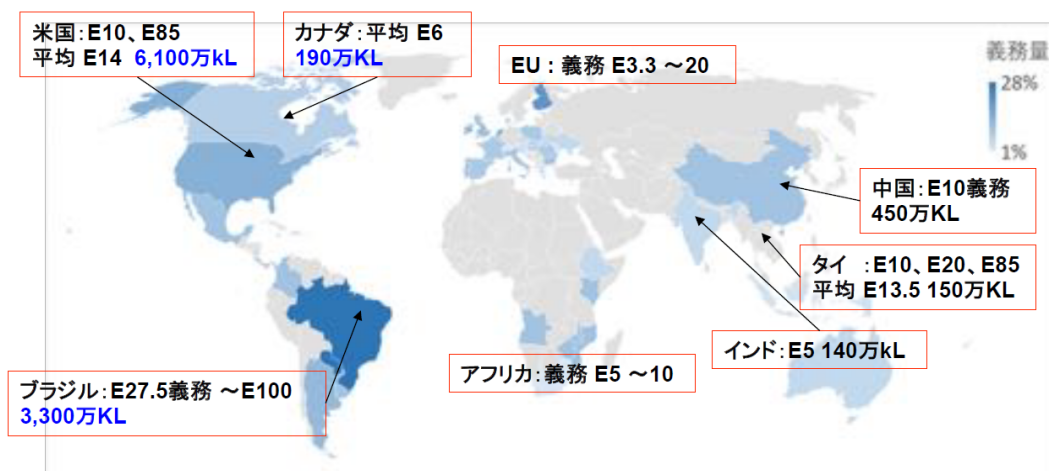 米国：E10、E85
平均 E14 6,100万kL
カナダ：平均 E6
190万KL
EU : 義務 E3.3 ～20
義務量
28%
1%
中国：E10義務
450万KL
タイ ：E10、E20、E85
平均 E13.5 150万KL
インド：E5 140万kL
アフリカ：義務 E5 ～10
ブラジル：E27.5義務 ～E100
3,300万KL